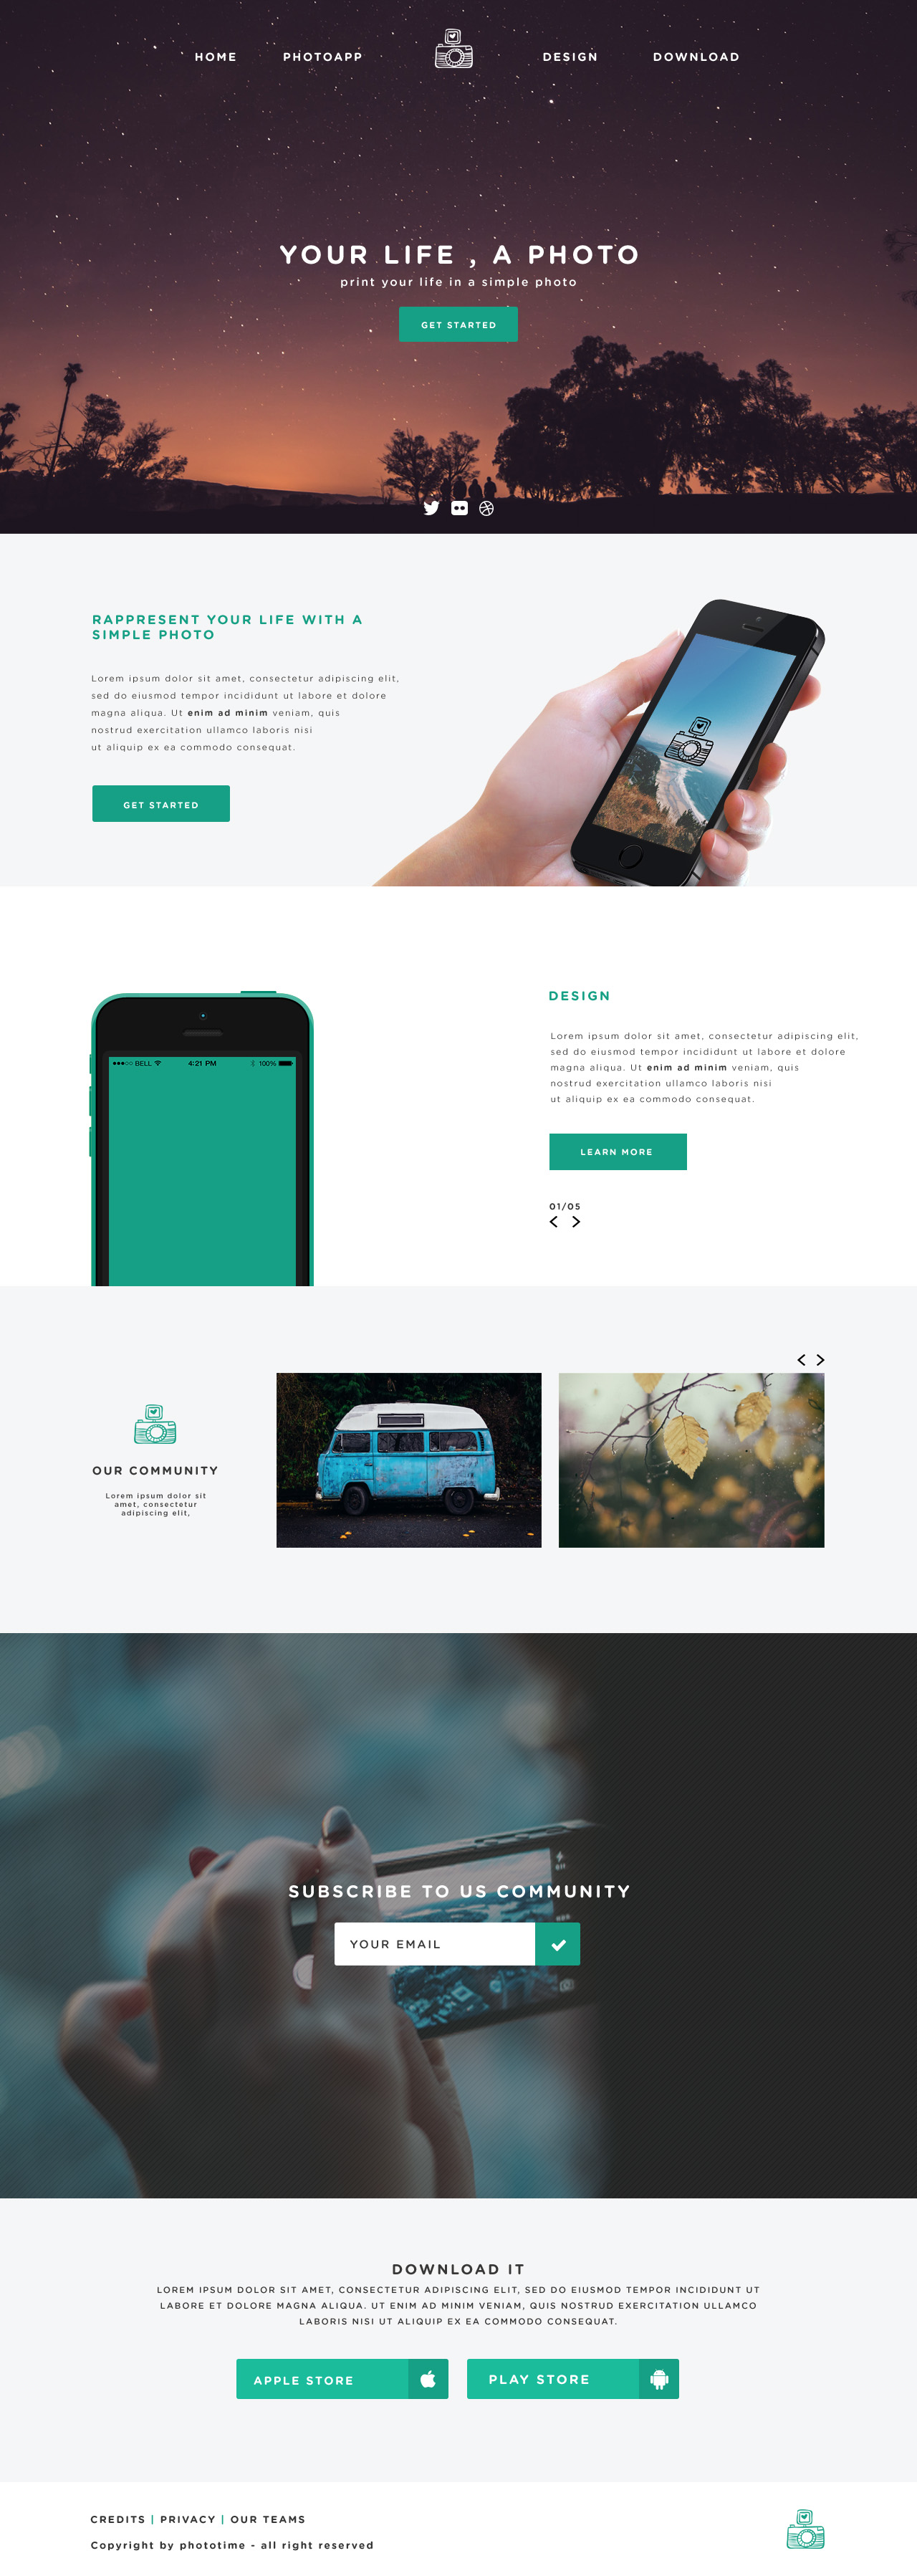 HOME PHOTOAPP DESIGN DOWNLOAD
YOUR LIFE , A PHOTO
print your life in a simple photo
GET STARTED
RAPPRESENT YOUR LIFE WITH A
SIMPLE PHOTO
Lorem ipsum dolor sit amet, consectetur adipiscing elit,
sed do eiusmod tempor incididunt ut labore et dolore
magna aliqua. Ut enim ad minim veniam, quis
nostrud exercitation ullamco laboris nisi
ut aliquip ex ea commodo consequat.
GET STARTED
BELL 4:21 PM 100%
DESIGN
Lorem ipsum dolor sit amet, consectetur adipiscing elit,
sed do eiusmod tempor incididunt ut labore et dolore
magna aliqua. Ut enim ad minim veniam, quis
nostrud exercitation ullamco laboris nisi
ut aliquip ex ea commodo consequat.
LEARN MORE
01/05
OUR COMMUNITY
Lorem ipsum dolor sit
amet, consectetur
adipiscing elit,
SUBSCRIBE TO US COMMUNITY
YOUR EMAIL
DOWNLOAD IT
LOREM IPSUM DOLOR SIT AMET, CONSECTETUR ADIPISCING ELIT, SED DO EIUSMOD TEMPOR INCIDIDUNT UT
LABORE ET DOLORE MAGNA ALIQUA. UT ENIM AD MINIM VENIAM, QUIS NOSTRUD EXERCITATION ULLAMCO
LABORIS NISI UT ALIQUIP EX EA COMMODO CONSEQUAT.
APPLE STORE
PLAY STORE
CREDITS | PRIVACY | OUR TEAMS
Copyright by phototime - all right reserved